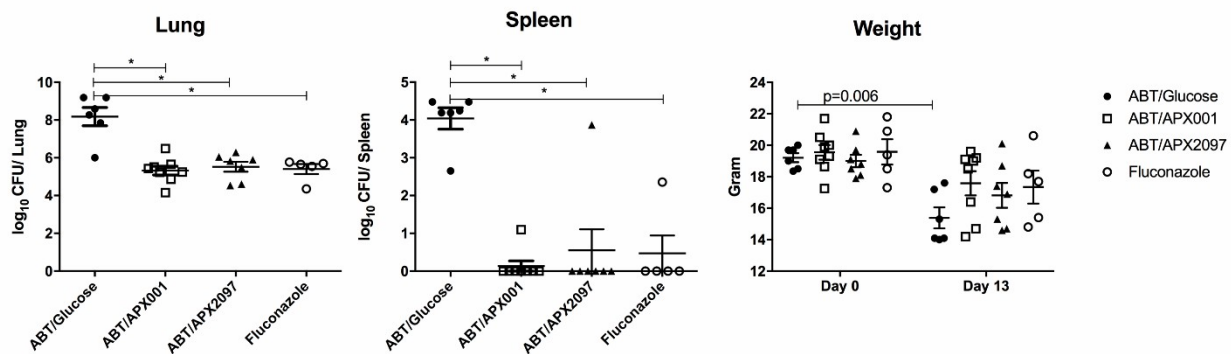 Lung
log10 CFU/ Lung
10
8
6
4
2
0
*
*
*
ABT/Glucose
ABT/APX001
ABT/APX2097
Fluconazole
Spleen
log10 CFU/ Spleen
5
4
3
2
1
0
*
*
*
ABT/Glucose
ABT/APX001
ABT/APX2097
Fluconazole
Weight
Gram
24
22
20
18
16
14
12
p=0.006
Day 0
Day 13
ABT/Glucose
ABT/APX001
ABT/APX2097
Fluconazole